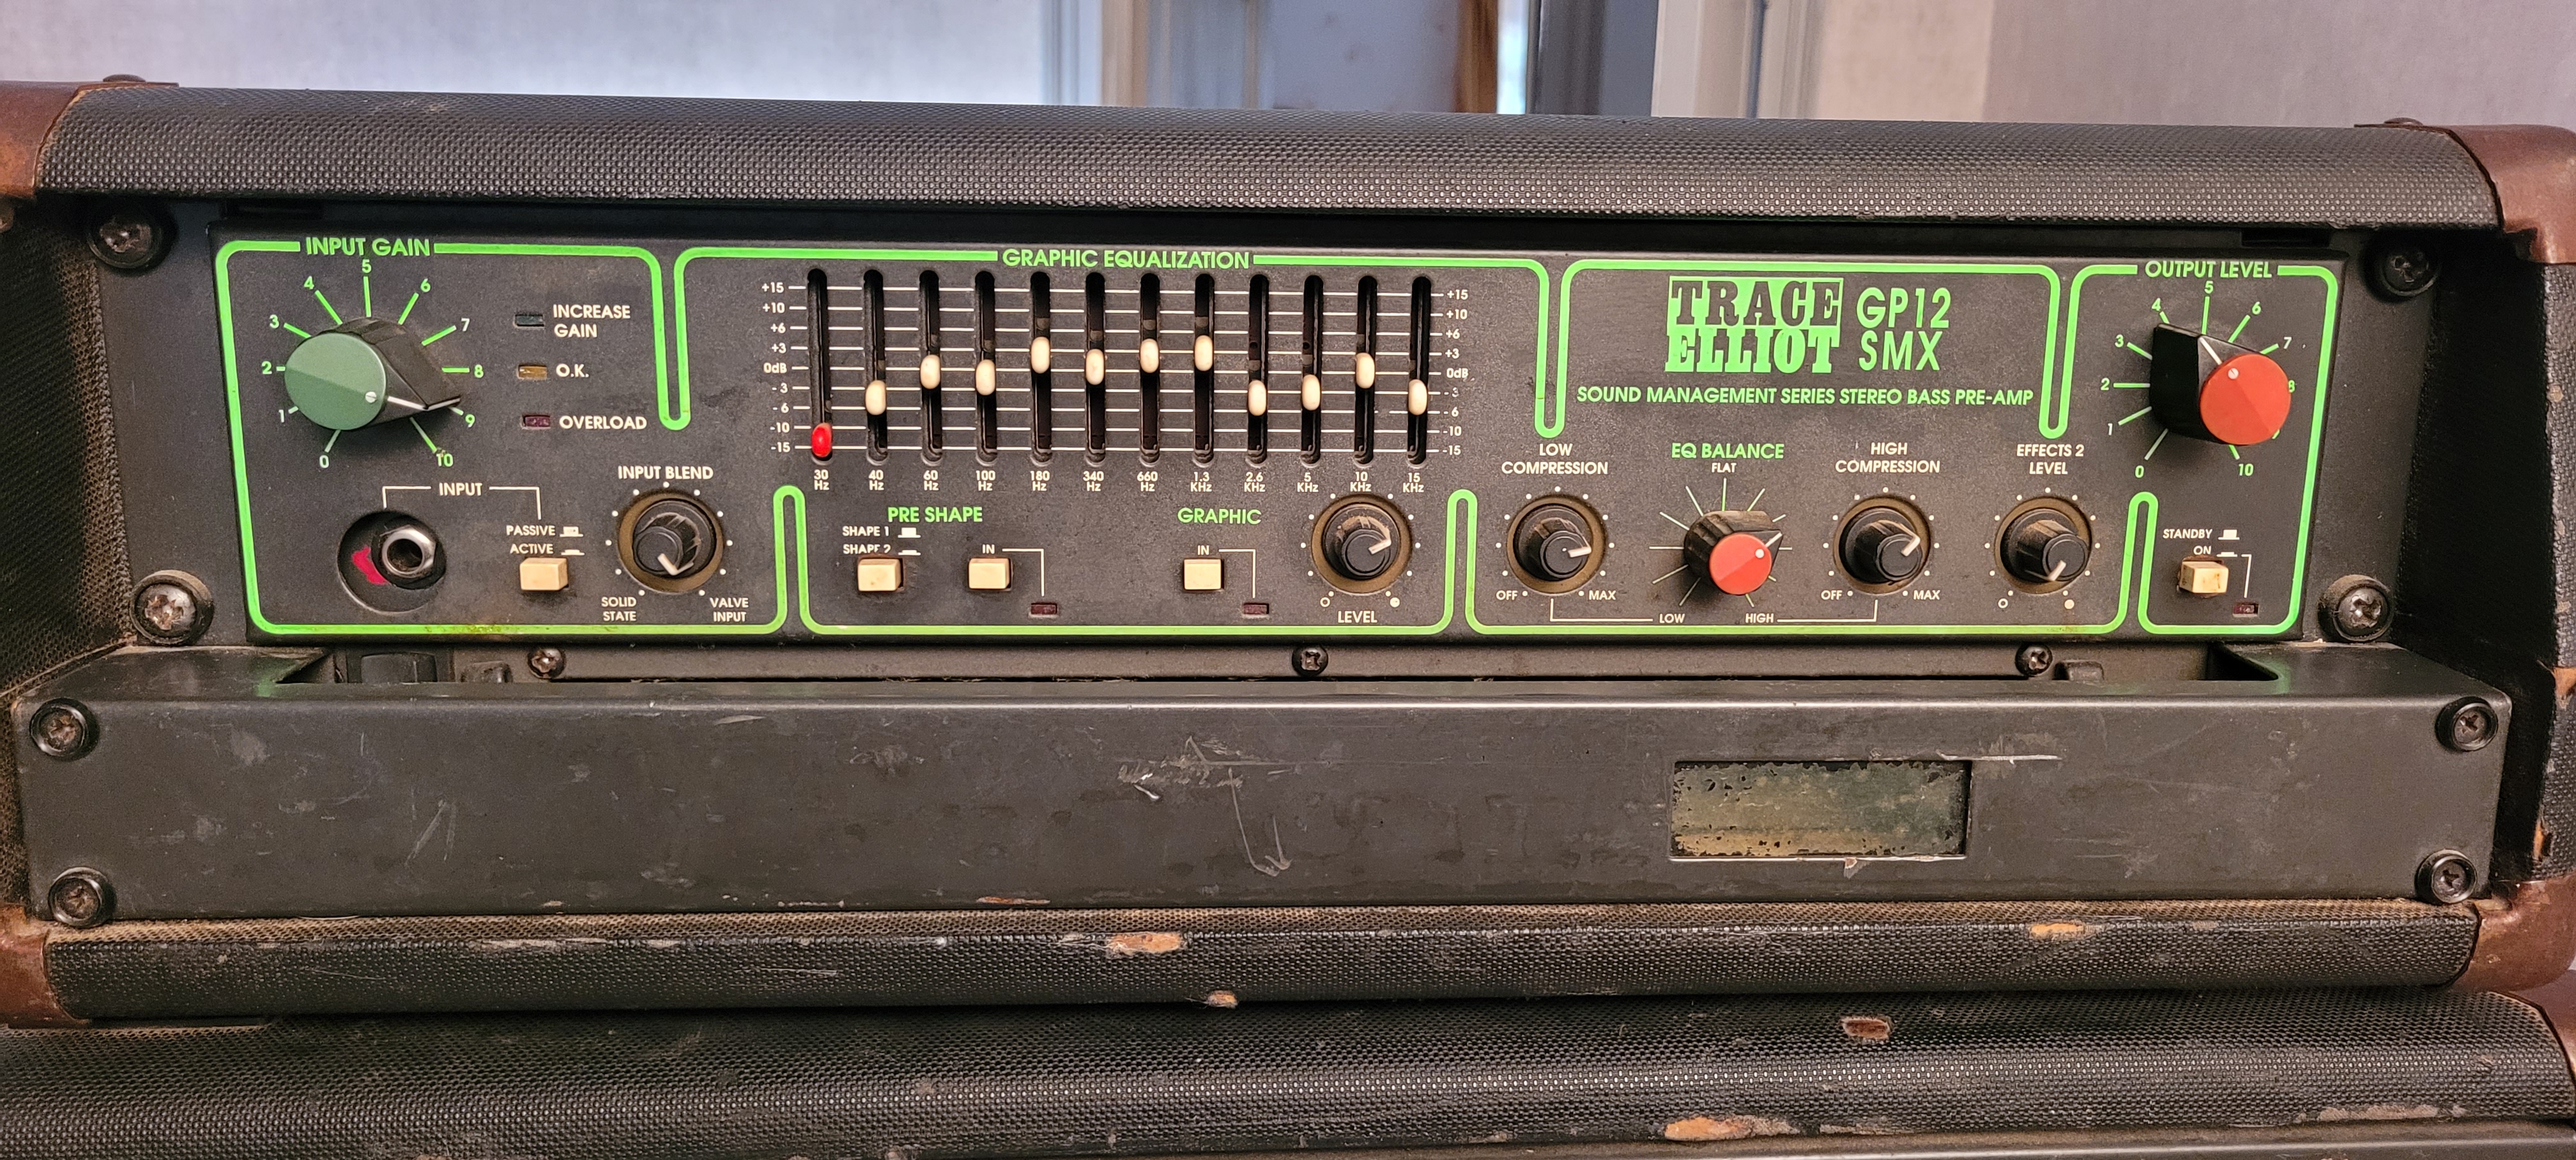 INPUT GAIN
0 1 2 3 4 5 6 7 8 9 10
INCREASE
GAIN
O.K.
OVERLOAD
INPUT
PASSIVE
ACTIVE
INPUT BLEND
SOLID
STATE
VALVE
INPUT
GRAPHIC EQUALIZATION
+15 +15
+10 +10
+6 +6
+3 +3
0dB 0dB
-3 -3
-6 -6
-10 -10
-15 -15
30 40 60 100 180 340 660 1.3 2.6 5 10 15
Hz Hz Hz Hz Hz Hz Hz KHz KHz KHz KHz KHz
PRE SHAPE
SHAPE 1
SHAPE 2
IN
GRAPHIC
IN
LEVEL
TRACE
ELLIOT
GP12
SMX
SOUND MANAGEMENT SERIES STEREO BASS PRE-AMP
LOW
COMPRESSION
OFF MAX
EQ BALANCE
FLAT
LOW HIGH
HIGH
COMPRESSION
OFF MAX
EFFECTS 2
LEVEL
OUTPUT LEVEL
0 1 2 3 4 5 6 7 8 10
STANDBY
ON